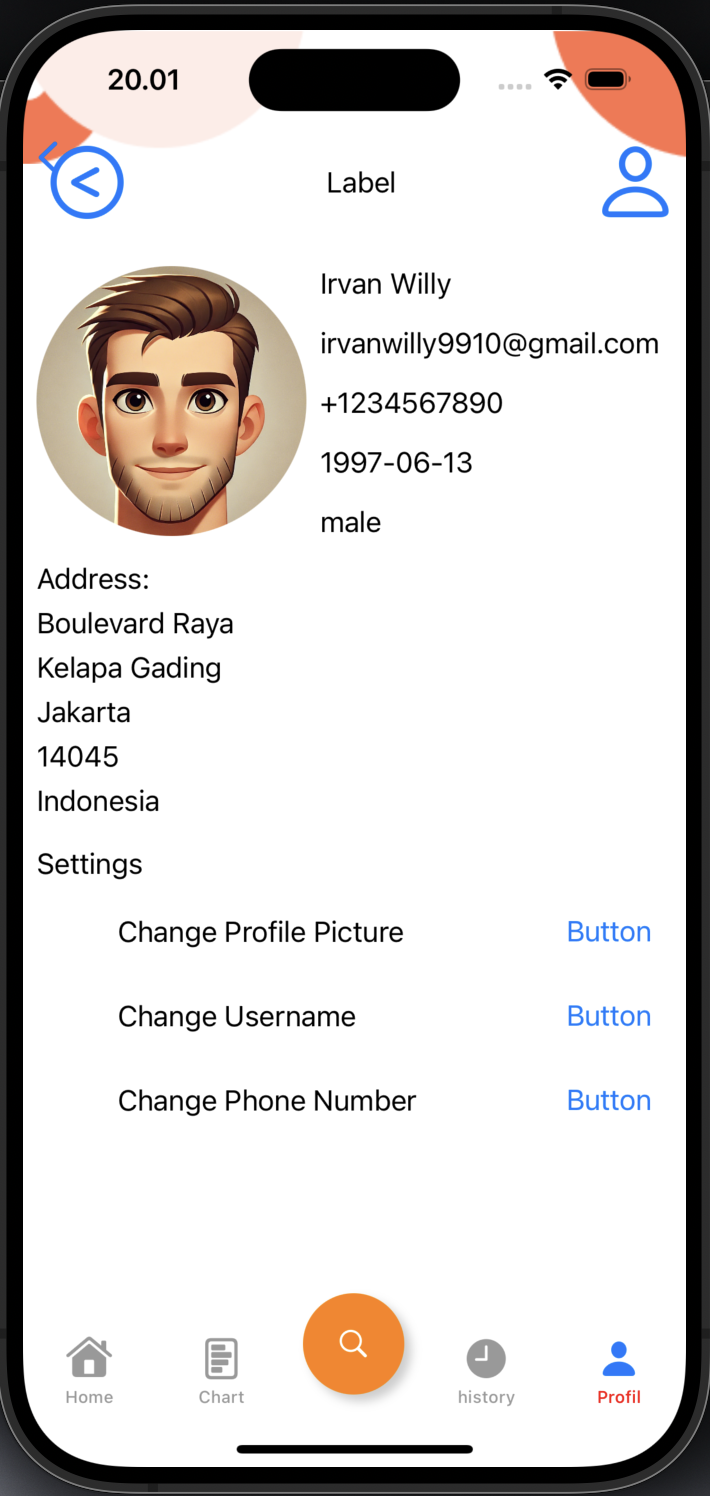 20.01
Label
Irvan Willy
irvanwilly9910@gmail.com
+1234567890
1997-06-13
male
Address:
Boulevard Raya
Kelapa Gading
Jakarta
14045
Indonesia
Settings
Change Profile Picture Button
Change Username Button
Change Phone Number Button
Home Chart history Profil